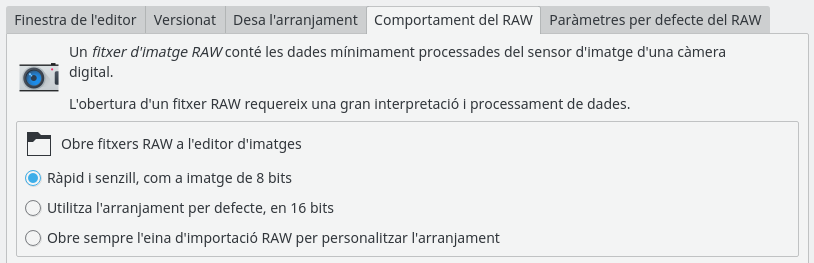 Finestra de l'editor Versionat Desa l'arranjament Comportament del RAW Paràmetres per defecte del RAW
Un fitxer d'imatge RAW conté les dades mínimament processades del sensor d'imatge d'una càmera
digital.
L'obertura d'un fitxer RAW requereix una gran interpretació i processament de dades.
Obre fitxers RAW a l'editor d'imatges
Ràpid i senzill, com a imatge de 8 bits
Utilitza l'arranjament per defecte, en 16 bits
Obre sempre l'eina d'importació RAW per personalitzar l'arranjament